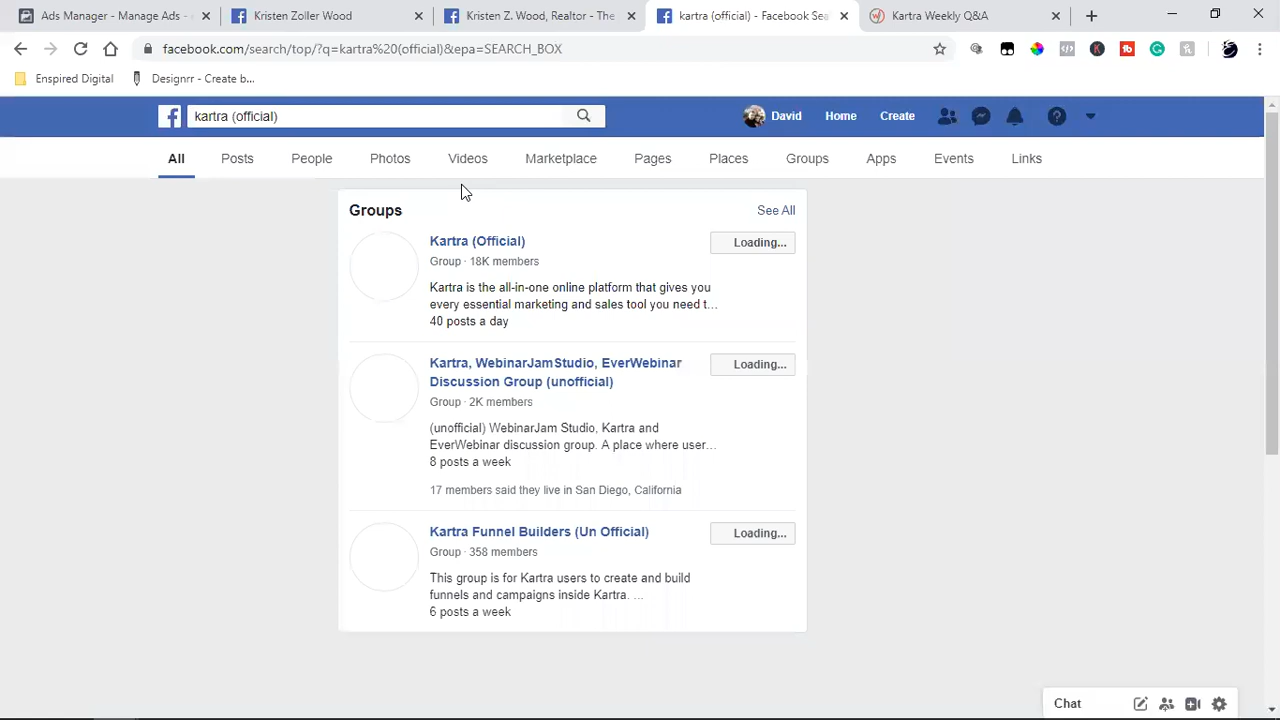 Ads Manager - Manage Ads -
Kristen Zoller Wood
Kristen Z. Wood, Realtor - The
kartra (official) - Facebook Sea
Kartra Weekly Q&A
facebook.com/search/top/?q=kartra%20(official)&epa=SEARCH_BOX
Enspired Digital
Designrr - Create b...
kartra (official)
David
Home
Create
All
Posts
People
Photos
Videos
Marketplace
Pages
Places
Groups
Apps
Events
Links
Groups
See All
Kartra (Official)
Loading...
Group · 18K members
Kartra is the all-in-one online platform that gives you
every essential marketing and sales tool you need t...
40 posts a day
Kartra, WebinarJamStudio, EverWebinar
Discussion Group (unofficial)
Loading...
Group · 2K members
(unofficial) WebinarJam Studio, Kartra and
EverWebinar discussion group. A place where user...
8 posts a week
17 members said they live in San Diego, California
Kartra Funnel Builders (Un Official)
Loading...
Group · 358 members
This group is for Kartra users to create and build
funnels and campaigns inside Kartra. ...
6 posts a week
Chat